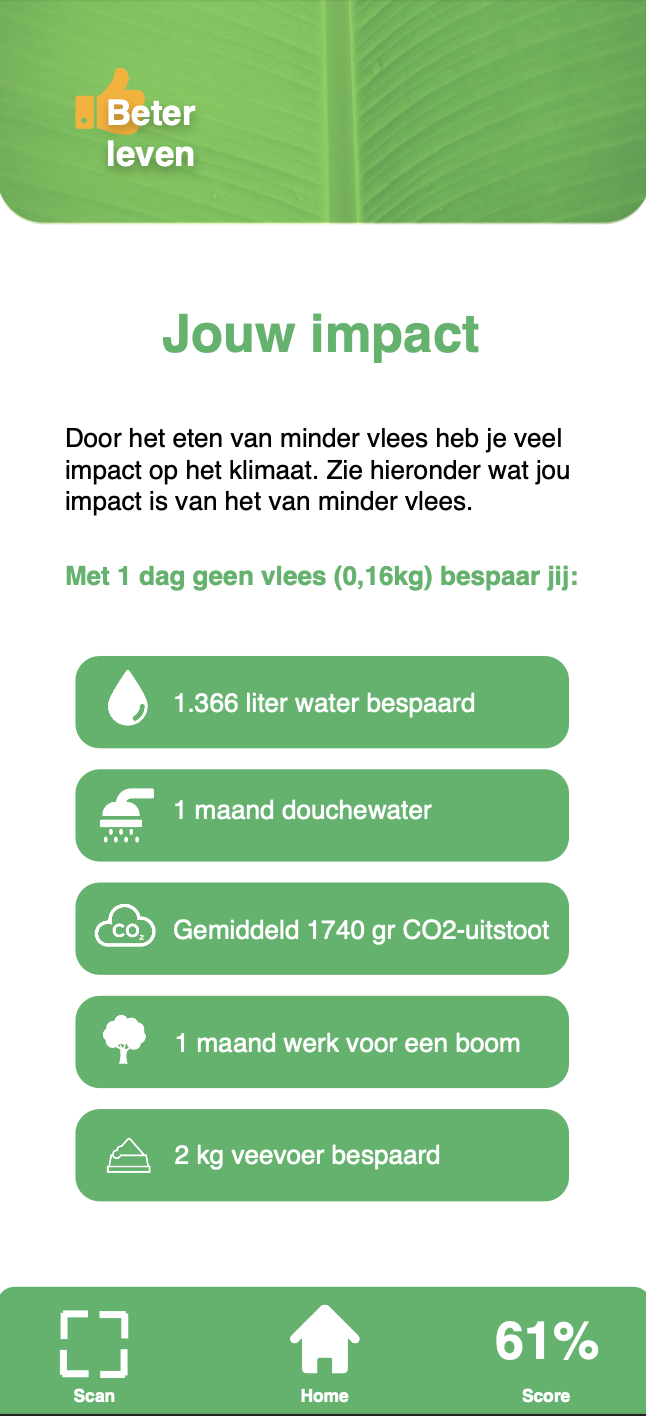 Beter
leven
Jouw impact
Door het eten van minder vlees heb je veel
impact op het klimaat. Zie hieronder wat jou
impact is van het van minder vlees.
Met 1 dag geen vlees (0,16kg) bespaar jij:
1.366 liter water bespaard
1 maand douchewater
CO₂ Gemiddeld 1740 gr CO2-uitstoot
1 maand werk voor een boom
2 kg veevoer bespaard
61%
Scan Home Score